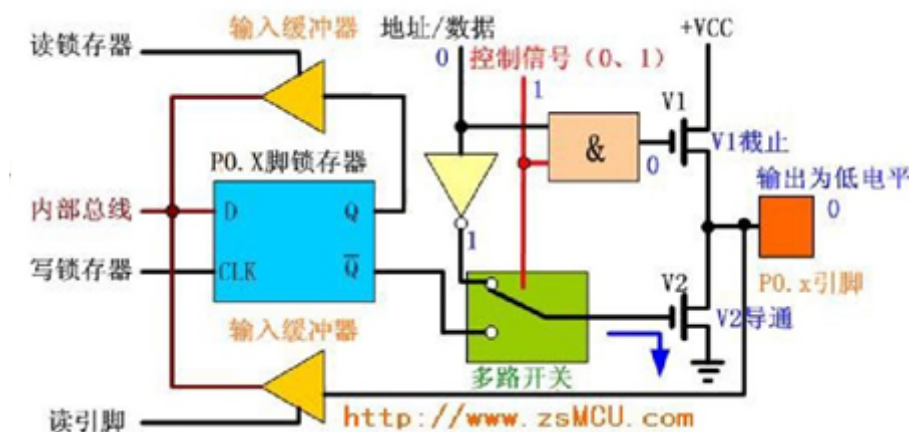 输入缓冲器
地址/数据
+VCC
读锁存器
0
控制信号（0、1）
1
V1
&
V1截止
P0.X脚锁存器
0
输出为低电平
内部总线
D
Q
0
1
写锁存器
CLK
Q̅
V2
P0.x引脚
输入缓冲器
V2导通
多路开关
读引脚
http://www.zsMCU.com